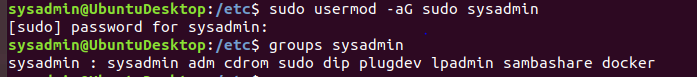 sysadmin@UbuntuDesktop:/etc$ sudo usermod -aG sudo sysadmin
[sudo] password for sysadmin:
sysadmin@UbuntuDesktop:/etc$ groups sysadmin
sysadmin : sysadmin adm cdrom sudo dip plugdev lpadmin sambashare docker